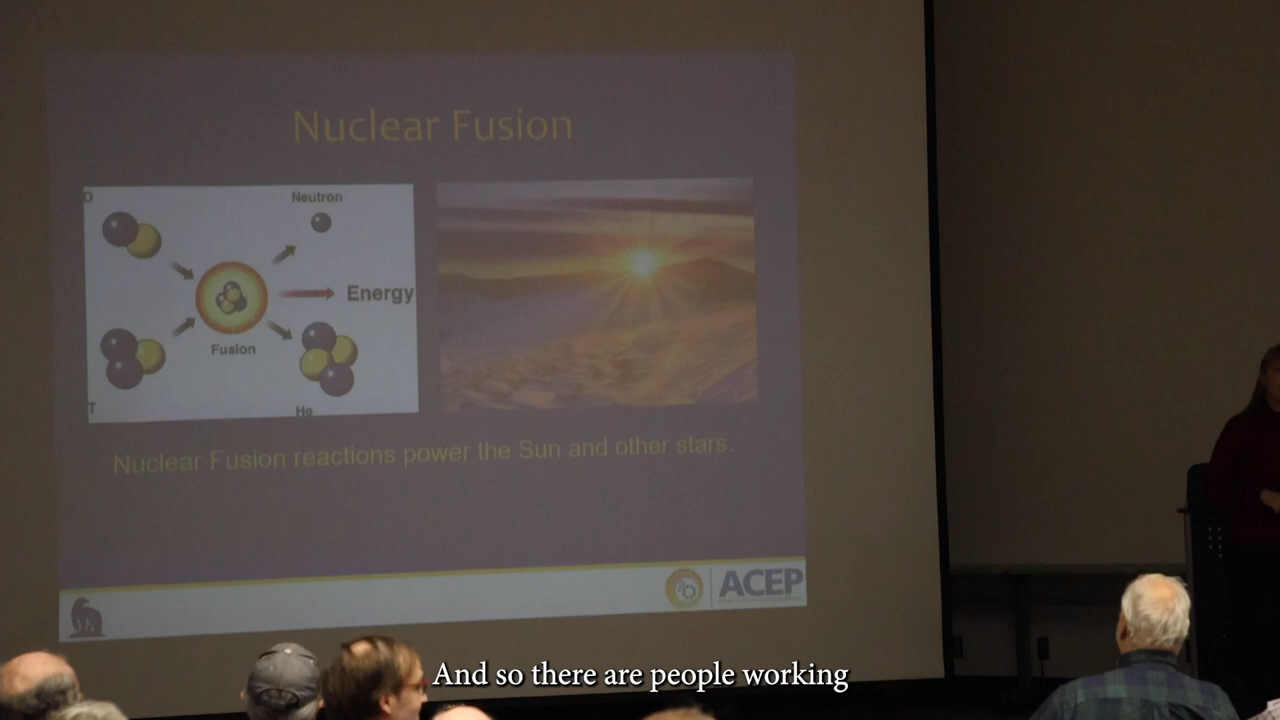 Nuclear Fusion
D
Neutron
Energy
Fusion
T
He
Nuclear Fusion reactions power the Sun and other stars.
ACEP
And so there are people working